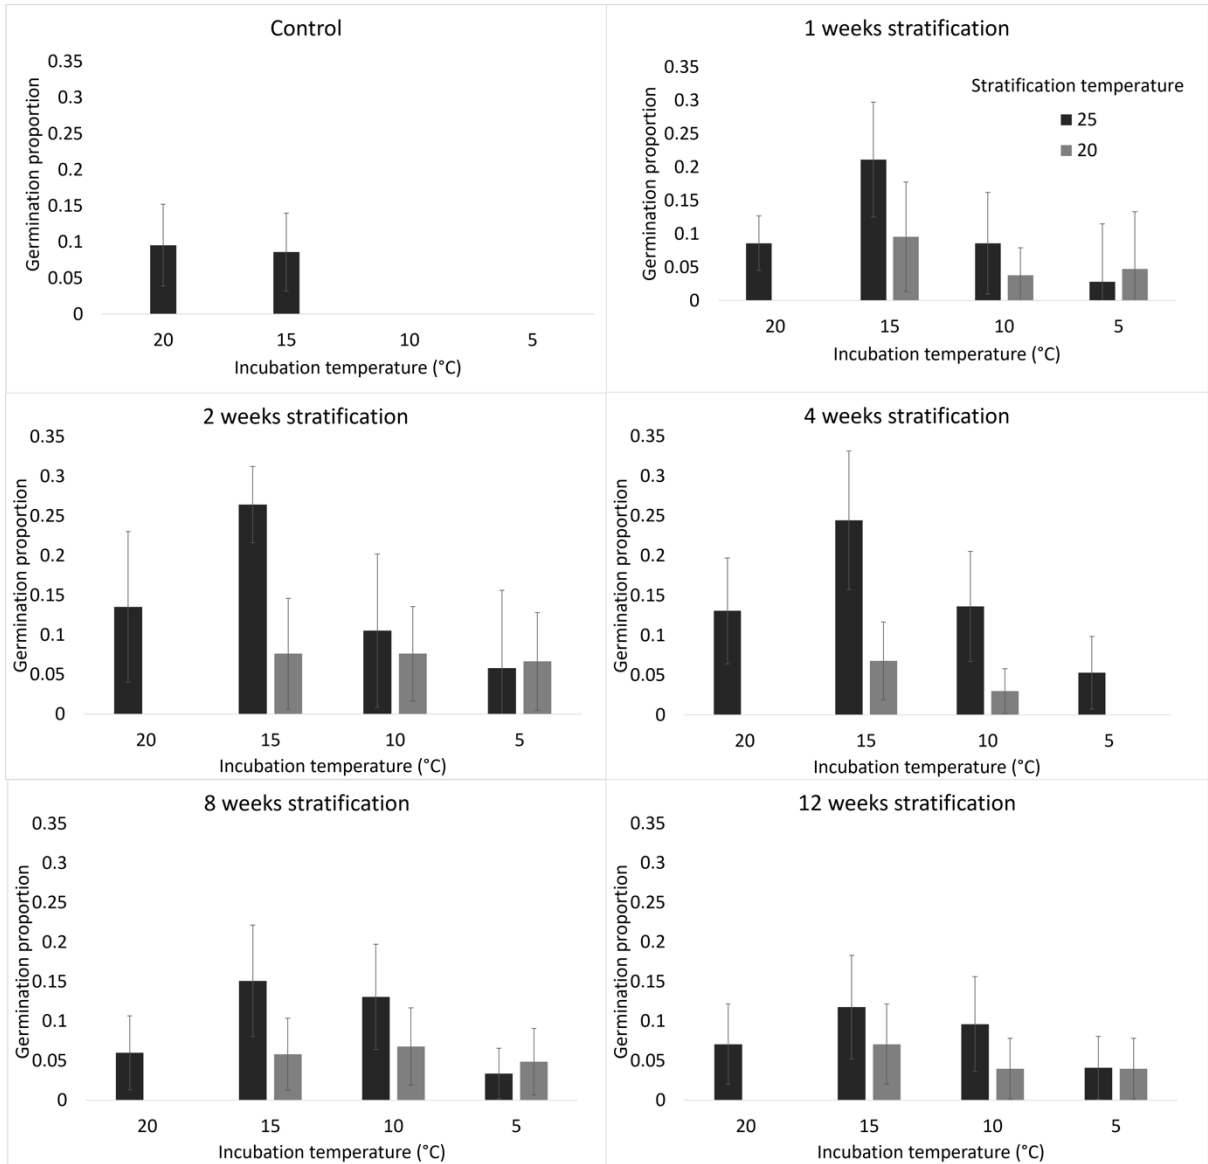 Control
Germination proportion
0.35
0.3
0.25
0.2
0.15
0.1
0.05
0
20 15 10 5
Incubation temperature (°C)
1 weeks stratification
Germination proportion
0.35
0.3
0.25
0.2
0.15
0.1
0.05
0
Stratification temperature
25
20
20 15 10 5
Incubation temperature (°C)
2 weeks stratification
Germination proportion
0.35
0.3
0.25
0.2
0.15
0.1
0.05
0
20 15 10 5
Incubation temperature (°C)
4 weeks stratification
Germination proportion
0.35
0.3
0.25
0.2
0.15
0.1
0.05
0
20 15 10 5
Incubation temperature (°C)
8 weeks stratification
Germination proportion
0.35
0.3
0.25
0.2
0.15
0.1
0.05
0
20 15 10 5
Incubation temperature (°C)
12 weeks stratification
Germination proportion
0.35
0.3
0.25
0.2
0.15
0.1
0.05
0
20 15 10 5
Incubation temperature (°C)